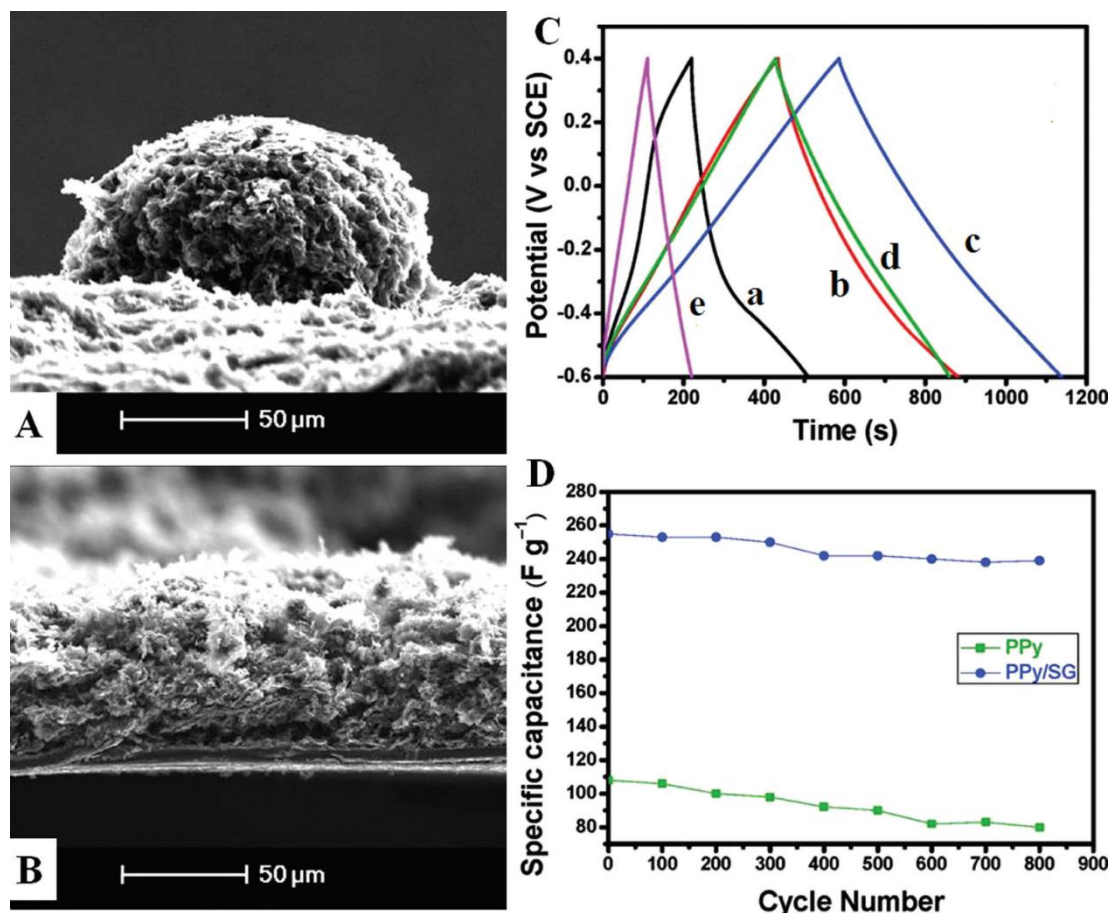 A
50 µm
B
50 µm
C
Potential (V vs SCE)
0.4
0.2
0.0
-0.2
-0.4
-0.6
a
b
c
d
e
0 200 400 600 800 1000 1200
Time (s)
D
Specific capacitance (F g⁻¹)
280
260
240
220
200
180
160
140
120
100
80
PPy
PPy/SG
0 100 200 300 400 500 600 700 800 900
Cycle Number